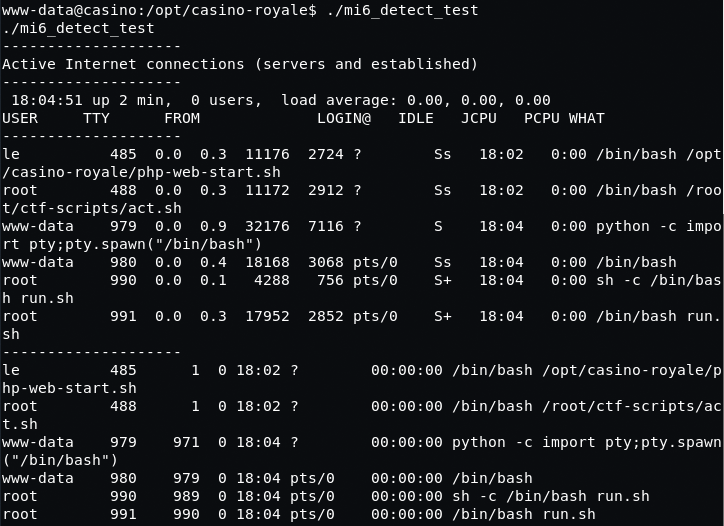 www-data@casino:/opt/casino-royale$ ./mi6_detect_test
./mi6_detect_test
--------------------
Active Internet connections (servers and established)
--------------------
 18:04:51 up 2 min,  0 users,  load average: 0.00, 0.00, 0.00
USER     TTY      FROM             LOGIN@   IDLE   JCPU   PCPU WHAT
--------------------
le         485  0.0  0.3  11176  2724 ?        Ss   18:02   0:00 /bin/bash /opt
/casino-royale/php-web-start.sh
root       488  0.0  0.3  11172  2912 ?        Ss   18:02   0:00 /bin/bash /roo
t/ctf-scripts/act.sh
www-data   979  0.0  0.9  32176  7116 ?        S    18:04   0:00 python -c impo
rt pty;pty.spawn("/bin/bash")
www-data   980  0.0  0.4  18168  3068 pts/0    Ss   18:04   0:00 /bin/bash
root       990  0.0  0.1   4288   756 pts/0    S+   18:04   0:00 sh -c /bin/bas
h run.sh
root       991  0.0  0.3  17952  2852 pts/0    S+   18:04   0:00 /bin/bash run.
sh
--------------------
le         485      1  0 18:02 ?        00:00:00 /bin/bash /opt/casino-royale/p
hp-web-start.sh
root       488      1  0 18:02 ?        00:00:00 /bin/bash /root/ctf-scripts/ac
t.sh
www-data   979    971  0 18:04 ?        00:00:00 python -c import pty;pty.spawn
("/bin/bash")
www-data   980    979  0 18:04 pts/0    00:00:00 /bin/bash
root       990    989  0 18:04 pts/0    00:00:00 sh -c /bin/bash run.sh
root       991    990  0 18:04 pts/0    00:00:00 /bin/bash run.sh